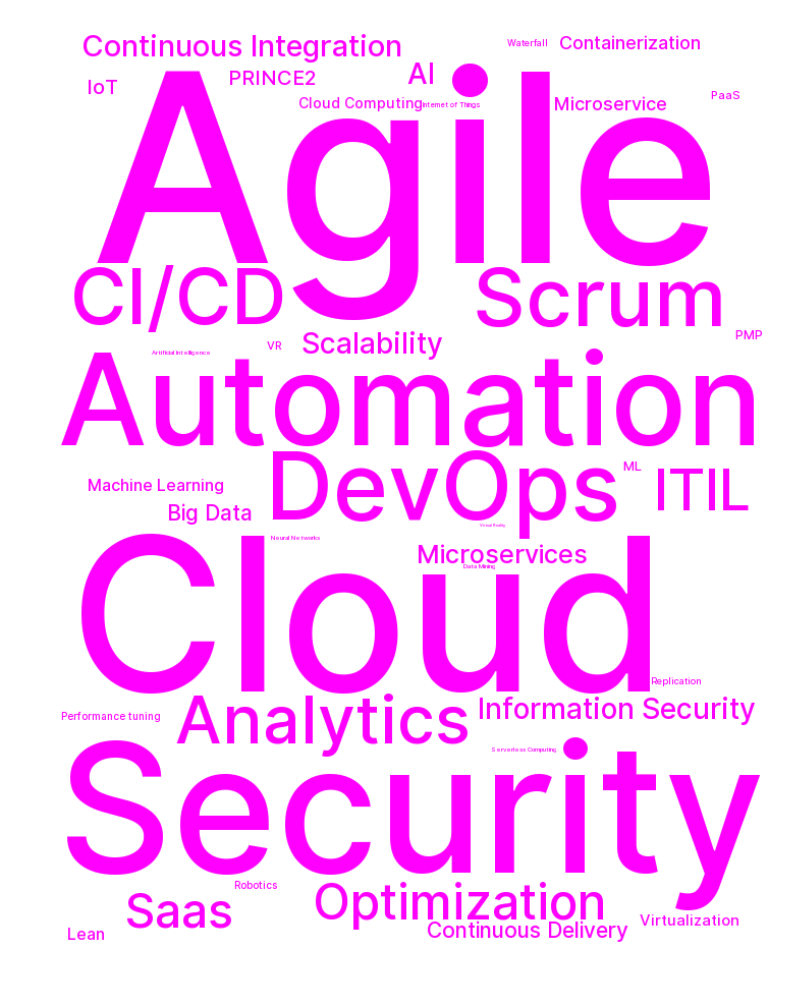 Continuous Integration
Waterfall
Containerization
IoT
PRINCE2
AI
Cloud Computing
Internet of Things
Microservice
PaaS
Agile
CI/CD
Scrum
PMP
Scalability
VR
Artificial Intelligence
Automation
DevOps
ML
ITIL
Machine Learning
Big Data
Virtual Reality
Neural Networks
Microservices
Data Mining
Cloud
Replication
Performance tuning
Analytics
Information Security
Serverless Computing
Security
Robotics
Saas
Optimization
Virtualization
Lean
Continuous Delivery